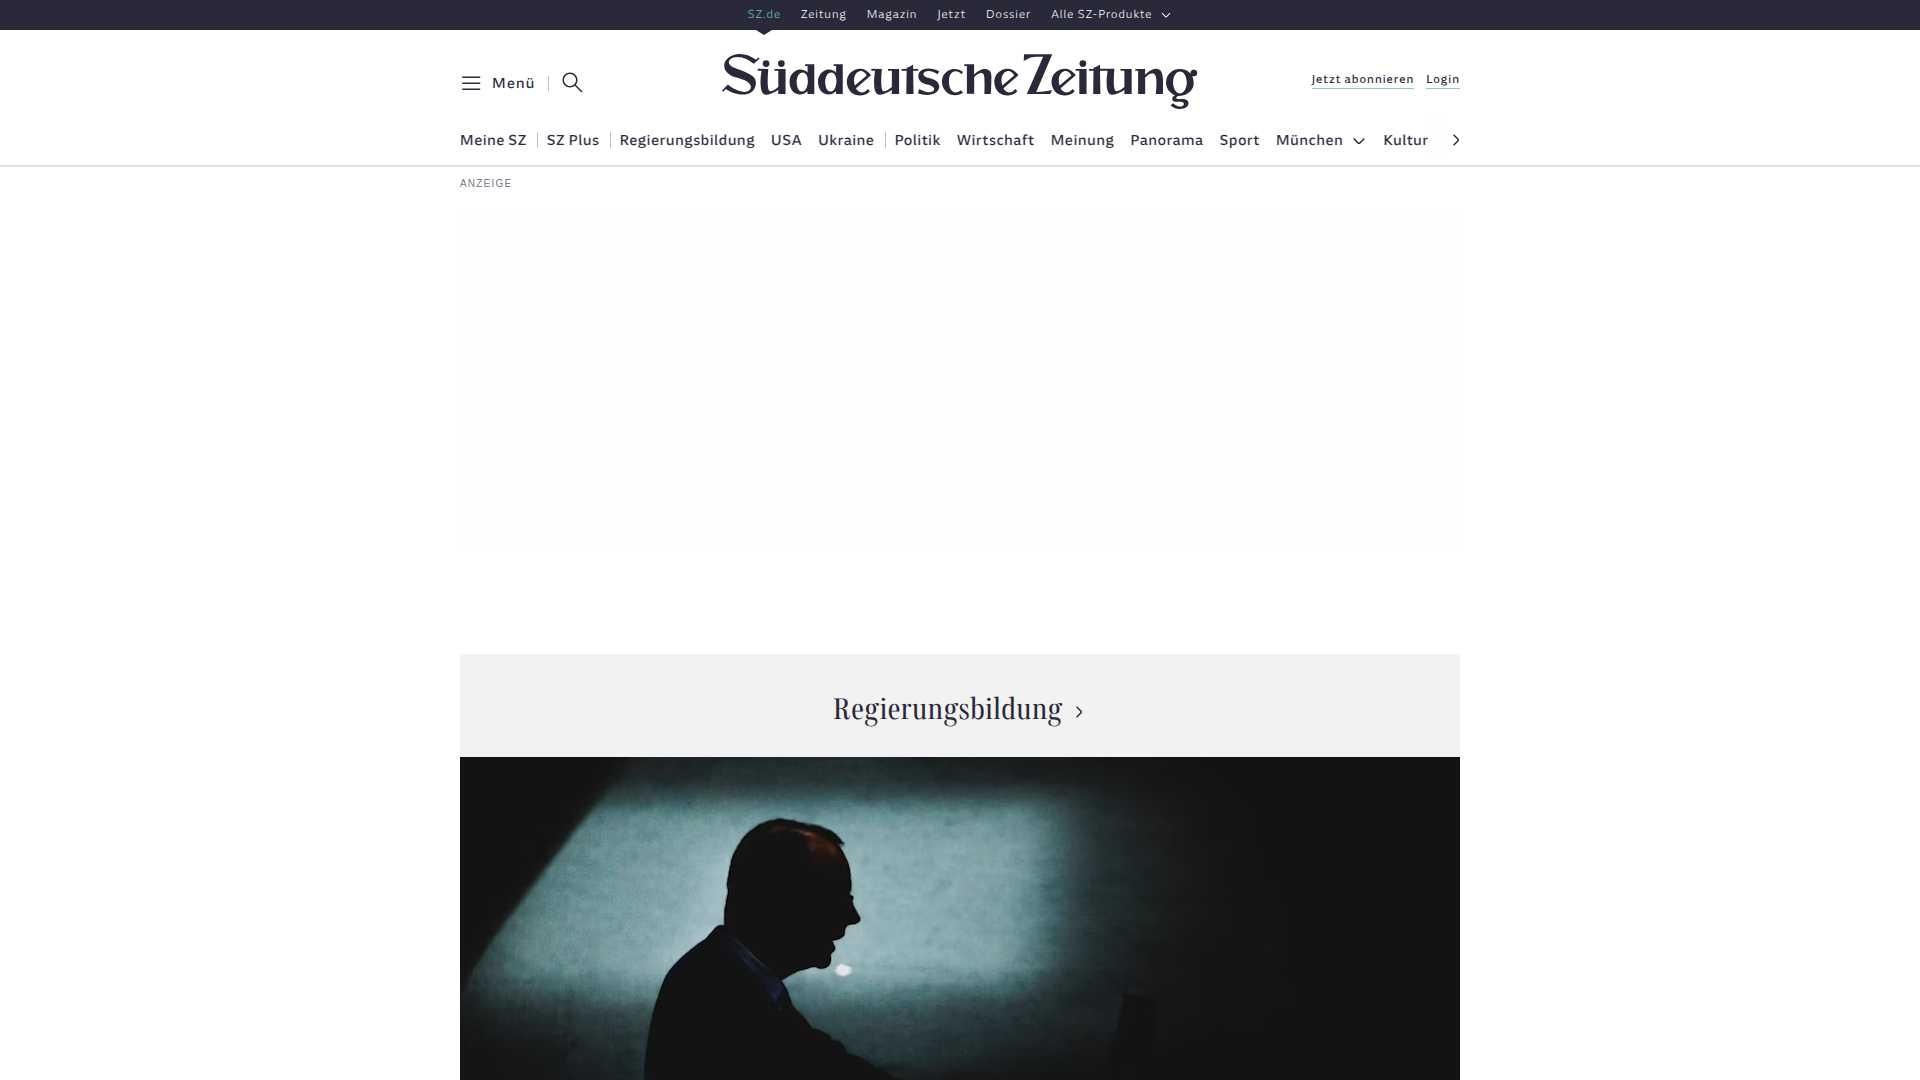 SZ.de Zeitung Magazin Jetzt Dossier Alle SZ-Produkte
Menü
Süddeutsche Zeitung
Jetzt abonnieren Login
Meine SZ SZ Plus Regierungsbildung USA Ukraine Politik Wirtschaft Meinung Panorama Sport München Kultur
ANZEIGE
Regierungsbildung